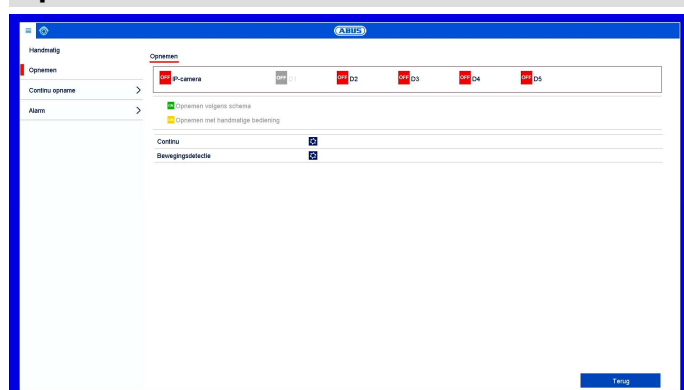 ABUS
Handmatig
Opnemen
Continu opname
Alarm
Opnemen
OFF IP-camera OFF D1 OFF D2 OFF D3 OFF D4 OFF D5
Opnemen volgens schema
Opnemen met handmatige bediening
Continu
Bewegingsdetectie
Terug